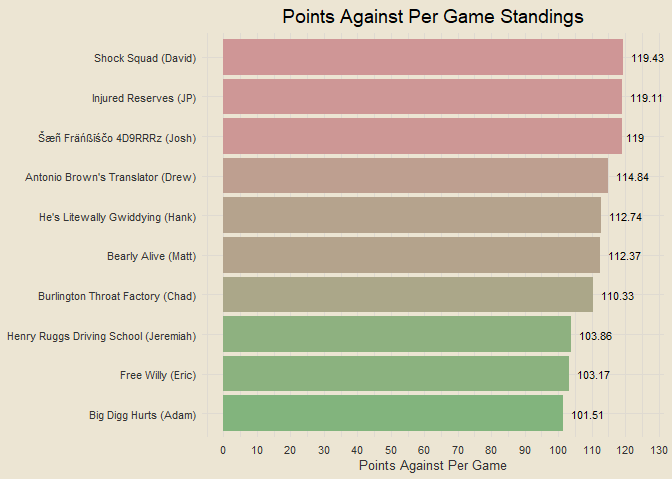 Points Against Per Game Standings
Shock Squad (David) 119.43
Injured Reserves (JP) 119.11
Šæñ Fráńßïśčo 4D9RRRz (Josh) 119
Antonio Brown's Translator (Drew) 114.84
He's Litewally Gwiddying (Hank) 112.74
Bearly Alive (Matt) 112.37
Burlington Throat Factory (Chad) 110.33
Henry Ruggs Driving School (Jeremiah) 103.86
Free Willy (Eric) 103.17
Big Digg Hurts (Adam) 101.51
0 10 20 30 40 50 60 70 80 90 100 110 120 130
Points Against Per Game